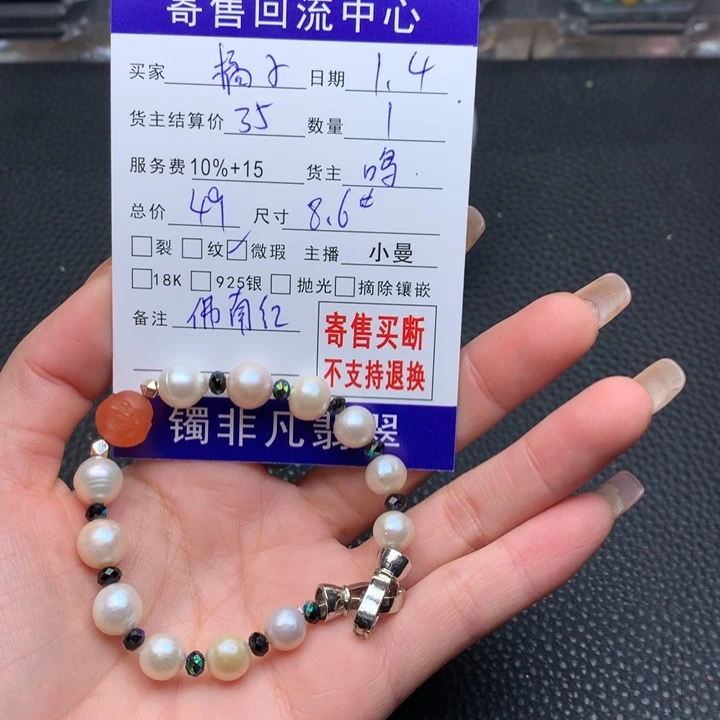 寄售回流中心
买家 橘子 日期 1.4
货主结算价 35 数量 1
服务费 10%+15 货主 鸣
总价 49 尺寸 8.6#
裂 纹 微瑕 主播 小曼
18K 925银 抛光 摘除镶嵌
备注 佛南红
寄售买断
不支持退换
镯非凡翡翠